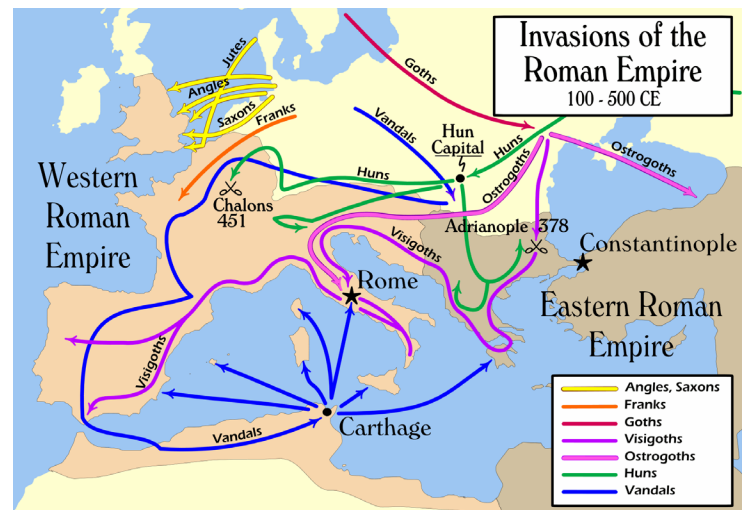 Invasions of the
Roman Empire
100 - 500 CE
Jutes
Angles
Saxons
Franks
Goths
Vandals
Hun
Capital
Huns
Ostrogoths
Ostrogoths
Huns
Western
Roman
Empire
Chalons
451
Adrianople 378
Visigoths
Constantinople
Rome
Eastern Roman
Empire
Visigoths
Carthage
Vandals
Angles, Saxons
Franks
Goths
Visigoths
Ostrogoths
Huns
Vandals